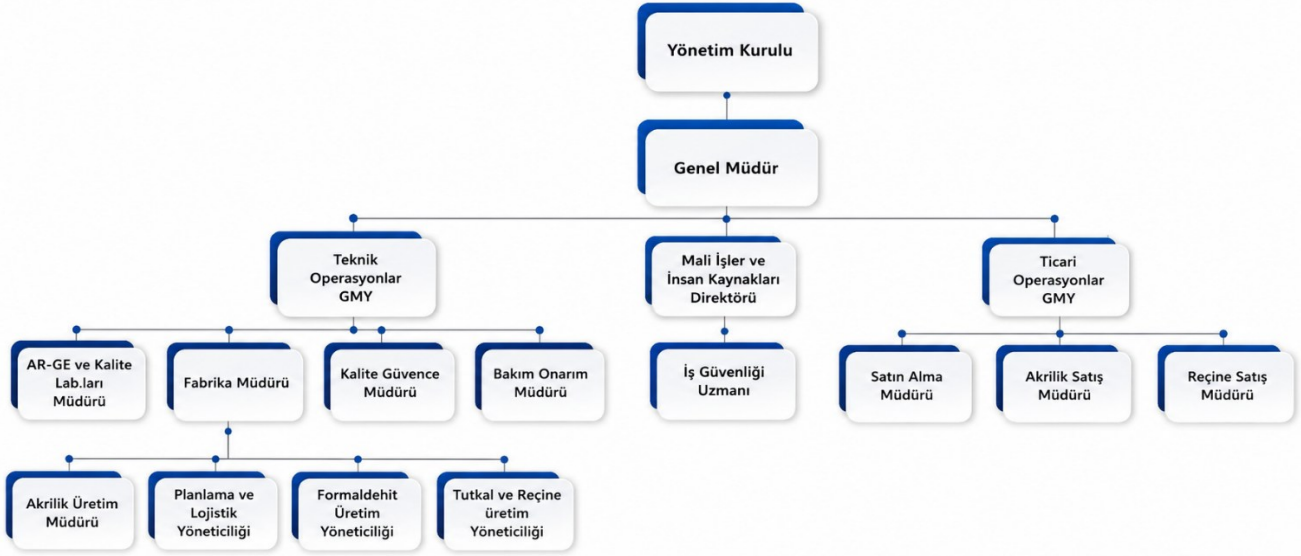 Yönetim Kurulu
Genel Müdür
Teknik
Operasyonlar
GMY
Mali İşler ve
İnsan Kaynakları
Direktörü
Ticari
Operasyonlar
GMY
AR-GE ve Kalite
Lab.ları
Müdürü
Fabrika Müdürü
Kalite Güvence
Müdürü
Bakım Onarım
Müdürü
İş Güvenliği
Uzmanı
Satın Alma
Müdürü
Akrilik Satış
Müdürü
Reçine Satış
Müdürü
Akrilik Üretim
Müdürü
Planlama ve
Lojistik
Yöneticiliği
Formaldehit
Üretim
Yöneticiliği
Tutkal ve Reçine
üretim
Yöneticiliği